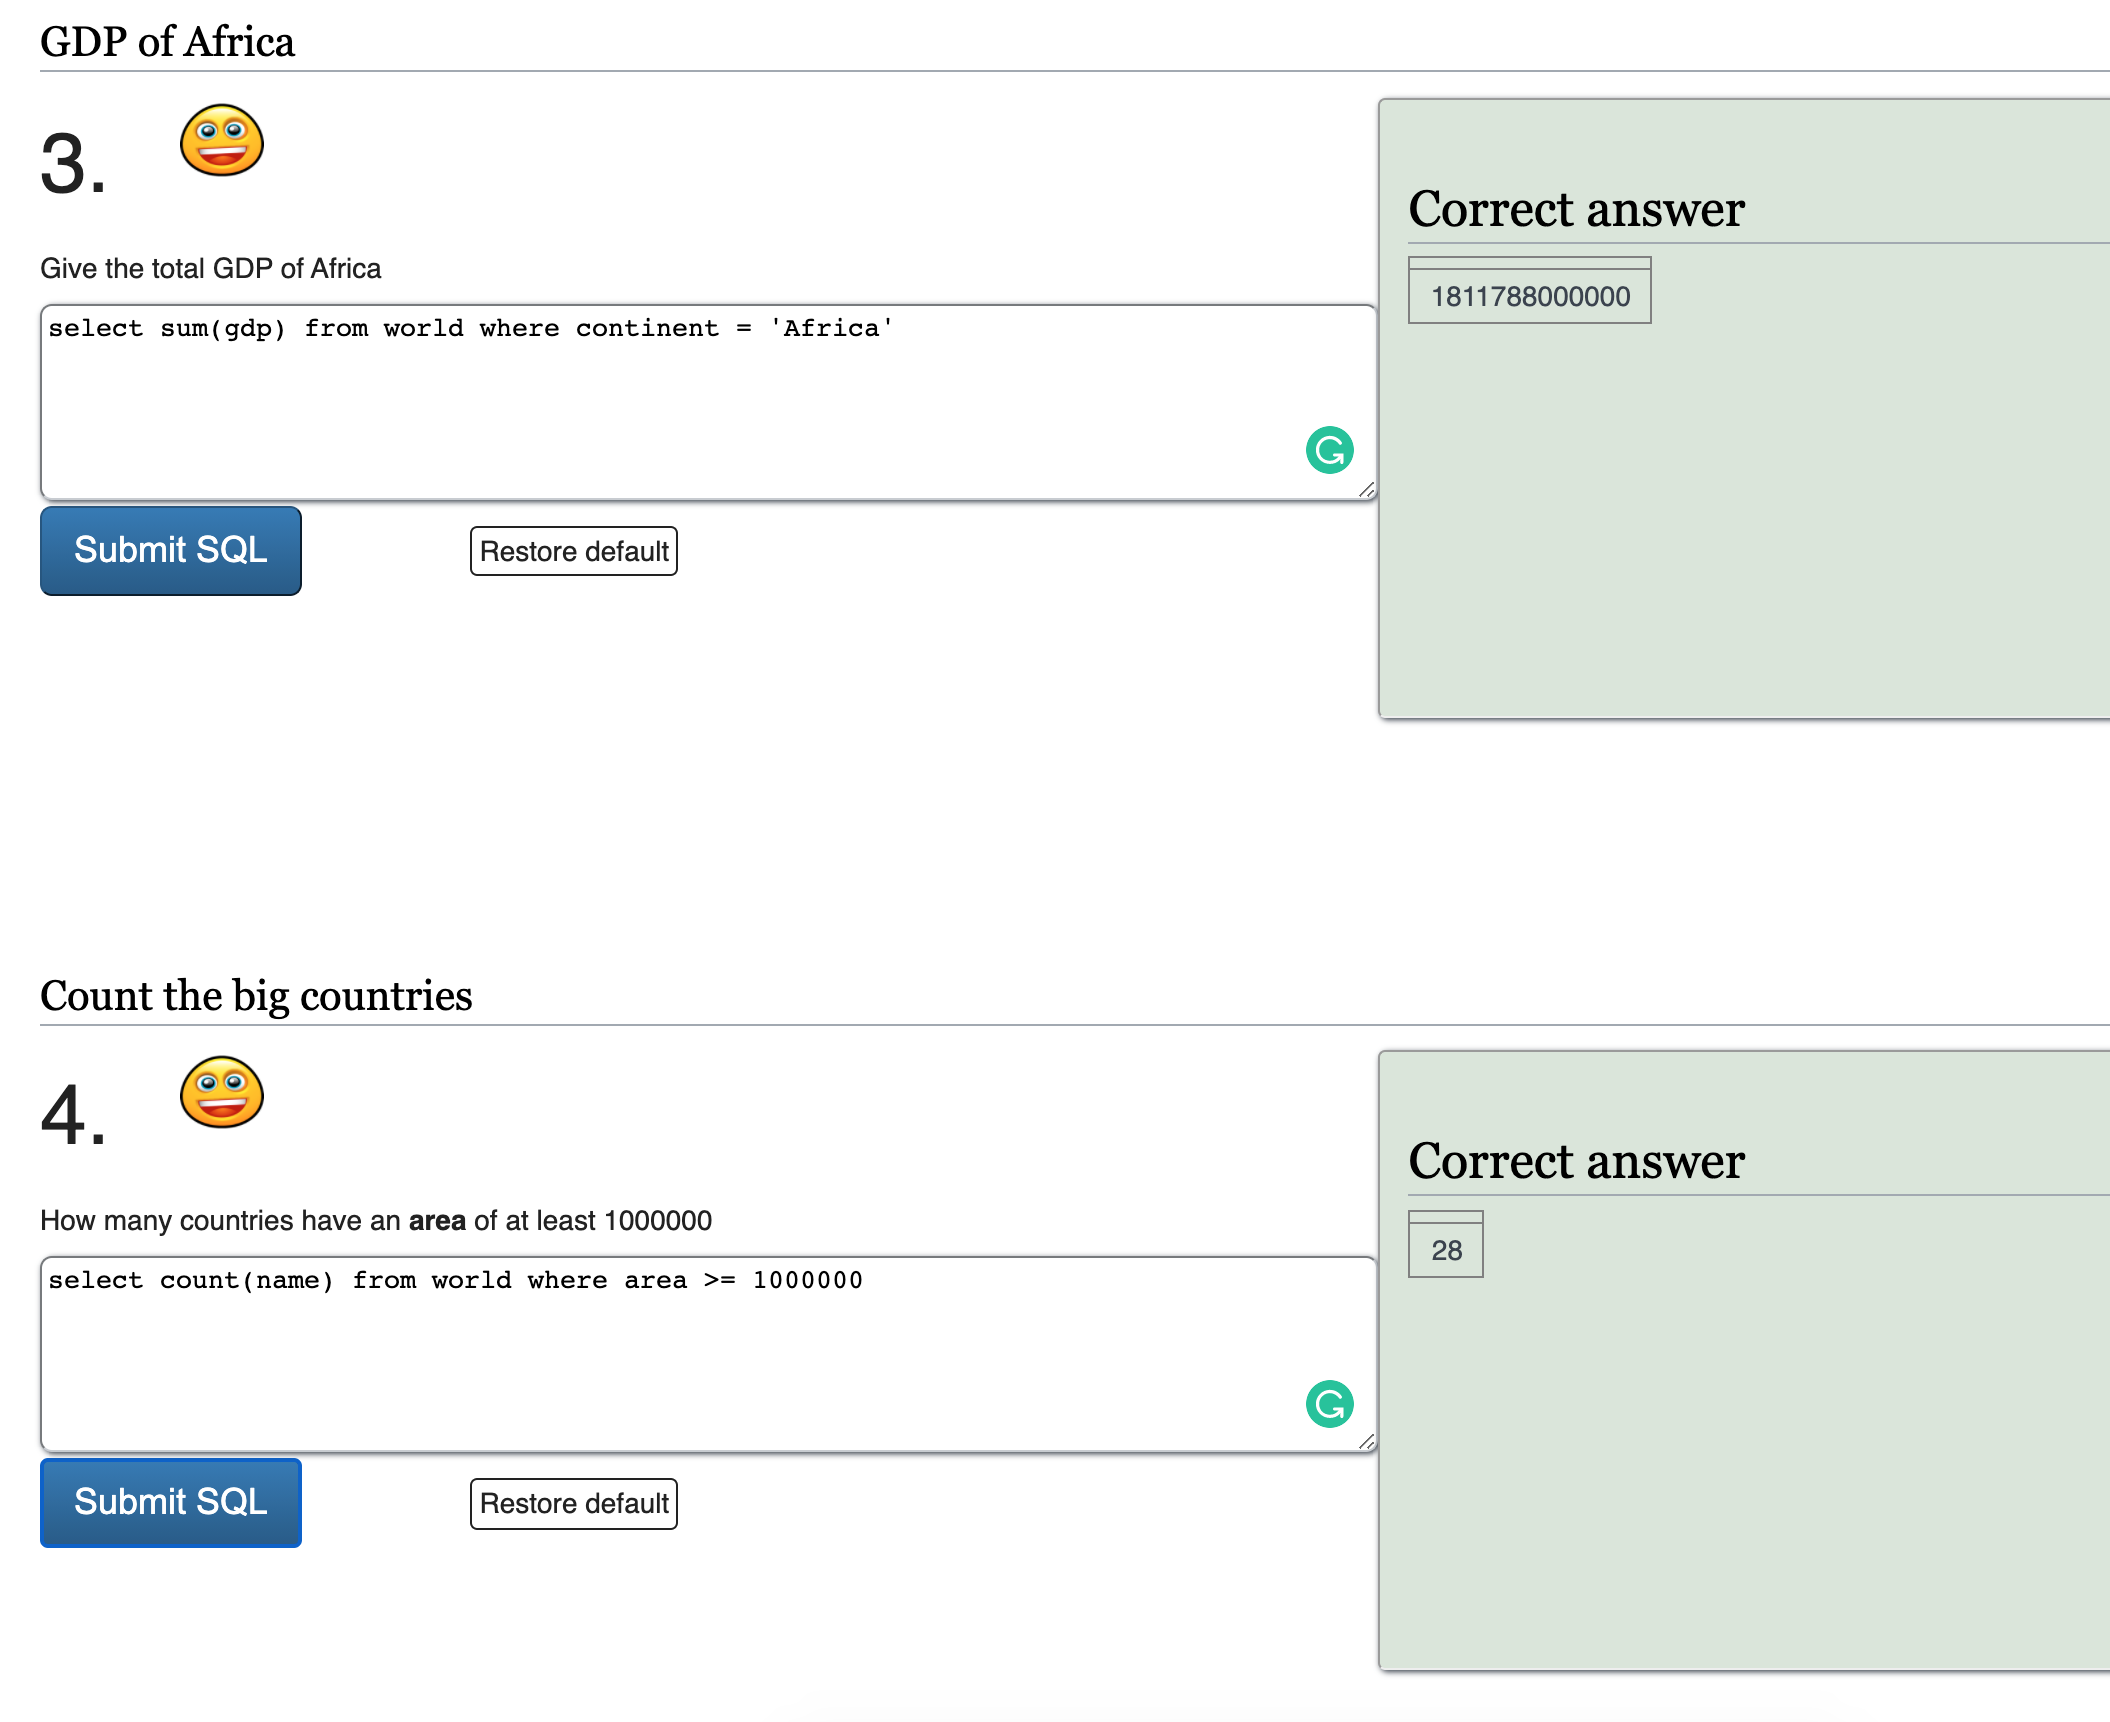 GDP of Africa
3.
Give the total GDP of Africa
select sum(gdp) from world where continent = 'Africa'
Submit SQL
Restore default
Correct answer
1811788000000
Count the big countries
4.
How many countries have an area of at least 1000000
select count(name) from world where area >= 1000000
Submit SQL
Restore default
Correct answer
28